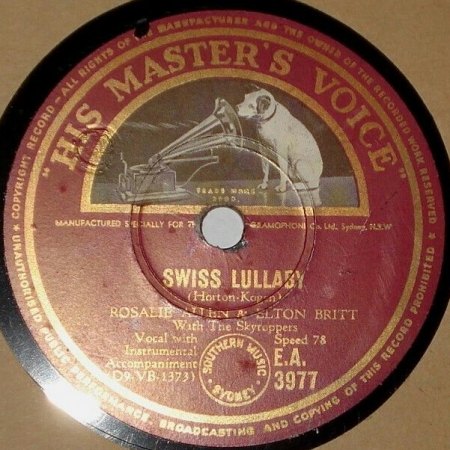 COPYRIGHT RECORD — ALL RIGHTS OF THE MANUFACTURER AND THE OWNER OF THE RECORDED WORK RESERVED
UNAUTHORISED PUBLIC PERFORMANCE, BROADCASTING AND COPYING OF THIS RECORD PROHIBITED
"HIS MASTER'S VOICE"
TRADE MARK
MANUFACTURED SPECIALLY FOR GRAMOPHONE Co. Ltd., Sydney, N.S.W
SWISS LULLABY
(Horton-Kogen)
ROSALIE ALLEN & ELTON BRITT
With The Skytoppers
Vocal with
Instrumental
Accompaniment
(D9-VB-1373)
Speed 78
E.A.
3977
SOUTHERN MUSIC
SYDNEY